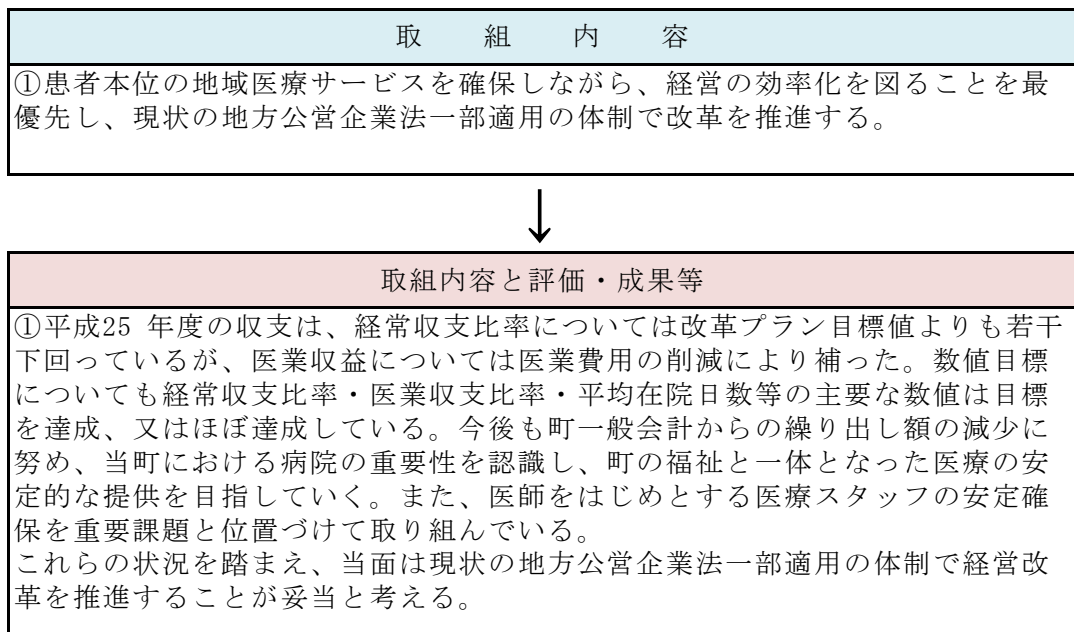 取組内容
①患者本位の地域医療サービスを確保しながら、経営の効率化を図ることを最
優先し、現状の地方公営企業法一部適用の体制で改革を推進する。
取組内容と評価・成果等
①平成25 年度の収支は、経常収支比率については改革プラン目標値よりも若干
下回っているが、医業収益については医業費用の削減により補った。数値目標
についても経常収支比率・医業収支比率・平均在院日数等の主要な数値は目標
を達成、又はほぼ達成している。今後も町一般会計からの繰り出し額の減少に
努め、当町における病院の重要性を認識し、町の福祉と一体となった医療の安
定的な提供を目指していく。また、医師をはじめとする医療スタッフの安定確
保を重要課題と位置づけて取り組んでいる。
これらの状況を踏まえ、当面は現状の地方公営企業法一部適用の体制で経営改
革を推進することが妥当と考える。